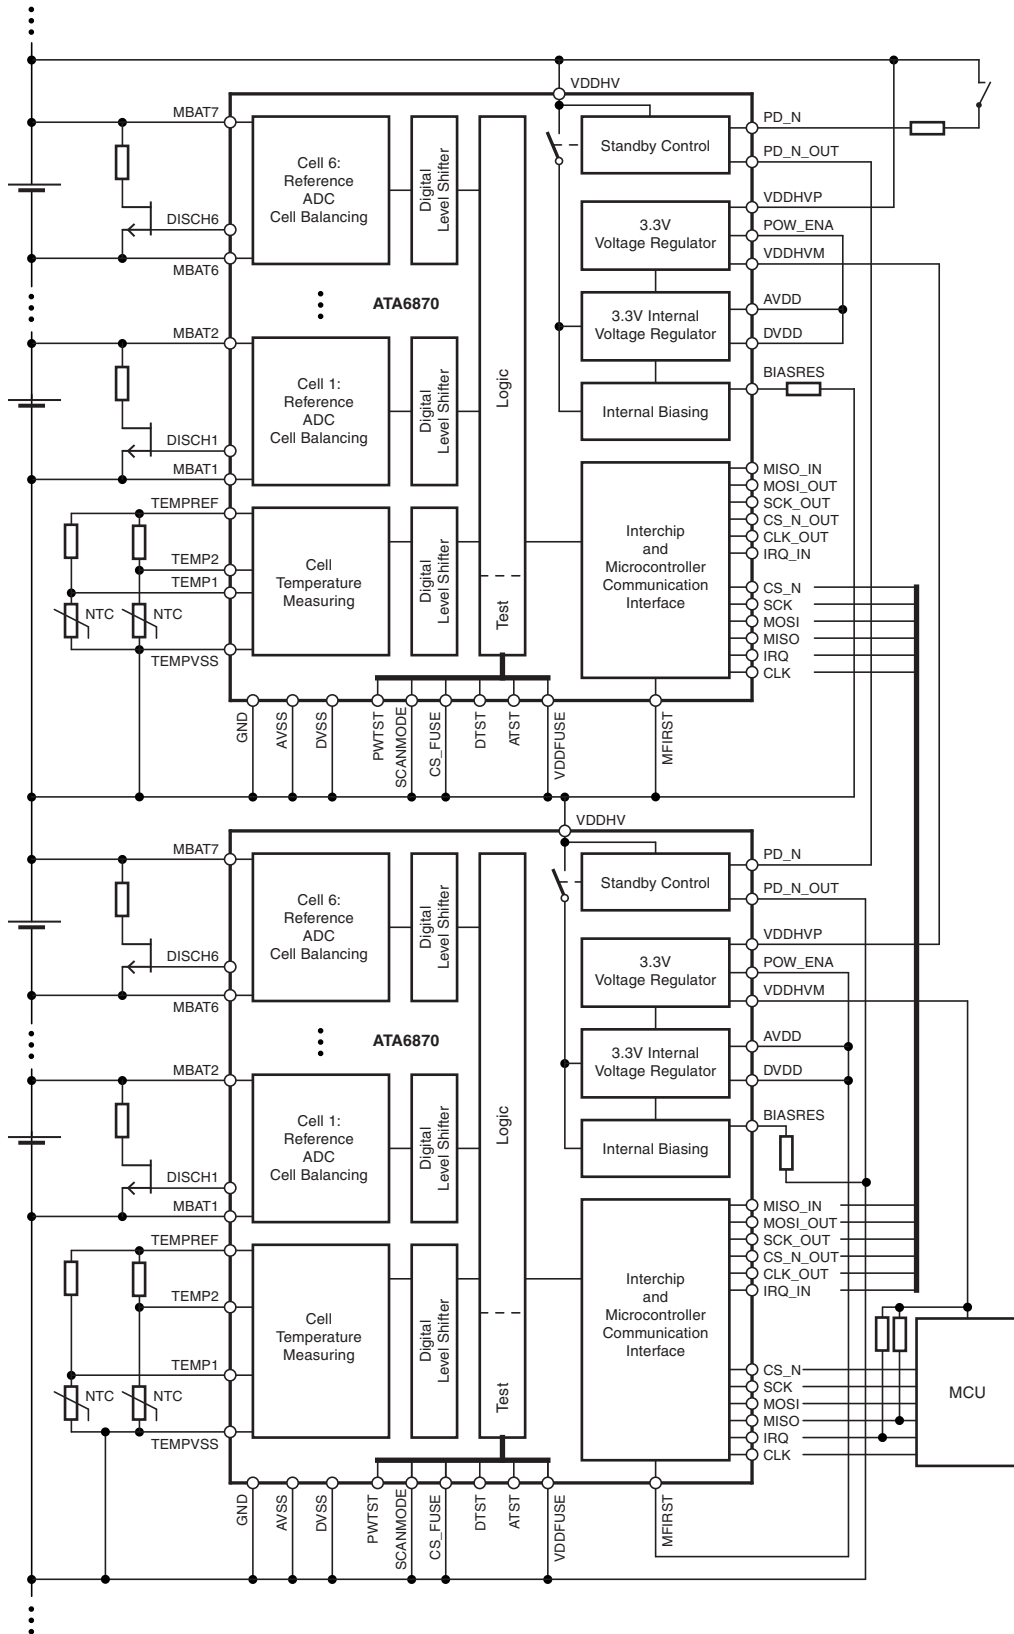 VDDHV
MBAT7
PD_N
Cell 6:
Reference
ADC
Cell Balancing
Digital
Level Shifter
Standby Control
PD_N_OUT
DISCH6
MBAT6
VDDHVP
3.3V
Voltage Regulator
POW_ENA
VDDHVM
ATA6870
AVDD
3.3V Internal
Voltage Regulator
DVDD
MBAT2
BIASRES
Cell 1:
Reference
ADC
Cell Balancing
Digital
Level Shifter
Logic
Internal Biasing
DISCH1
MBAT1
MISO_IN
MOSI_OUT
SCK_OUT
CS_N_OUT
CLK_OUT
IRQ_IN
TEMPREF
TEMP2
TEMP1
NTC
NTC
TEMPVSS
Cell
Temperature
Measuring
Digital
Level Shifter
Test
Interchip
and
Microcontroller
Communication
Interface
CS_N
SCK
MOSI
MISO
IRQ
CLK
GND
AVSS
DVSS
PWTST
SCANMODE
CS_FUSE
DTST
ATST
VDDFUSE
MFIRST
VDDHV
MBAT7
PD_N
Cell 6:
Reference
ADC
Cell Balancing
Digital
Level Shifter
Standby Control
PD_N_OUT
DISCH6
MBAT6
VDDHVP
3.3V
Voltage Regulator
POW_ENA
VDDHVM
ATA6870
AVDD
3.3V Internal
Voltage Regulator
DVDD
MBAT2
BIASRES
Cell 1:
Reference
ADC
Cell Balancing
Digital
Level Shifter
Logic
Internal Biasing
DISCH1
MBAT1
MISO_IN
MOSI_OUT
SCK_OUT
CS_N_OUT
CLK_OUT
IRQ_IN
TEMPREF
TEMP2
TEMP1
NTC
NTC
TEMPVSS
Cell
Temperature
Measuring
Digital
Level Shifter
Test
Interchip
and
Microcontroller
Communication
Interface
CS_N
SCK
MOSI
MISO
IRQ
CLK
MCU
GND
AVSS
DVSS
PWTST
SCANMODE
CS_FUSE
DTST
ATST
VDDFUSE
MFIRST